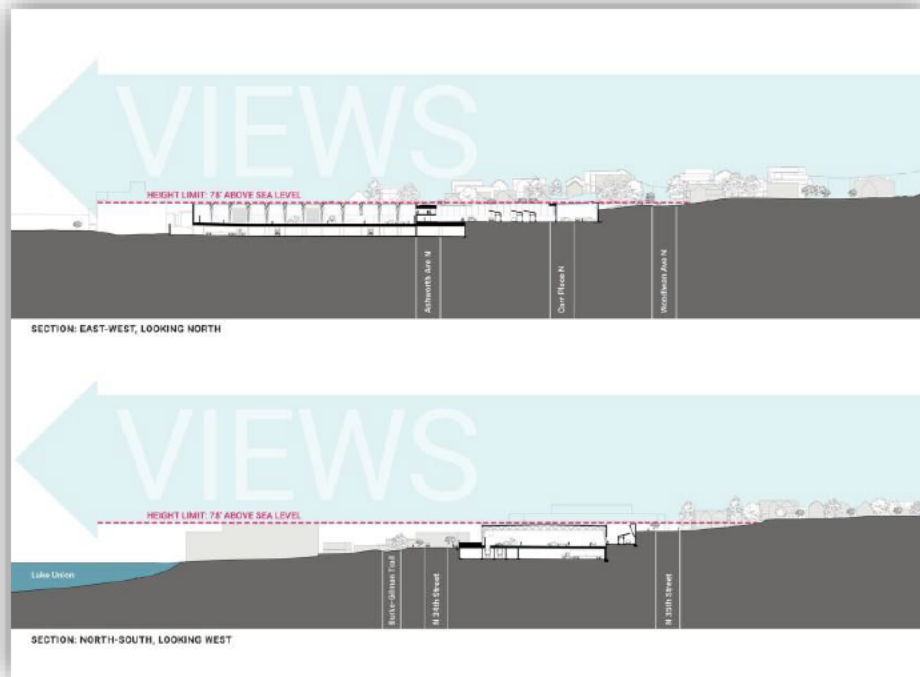 VIEWS
HEIGHT LIMIT: 78' ABOVE SEA LEVEL
Ashworth Ave N
Carr Place N
Woodlawn Ave N
SECTION: EAST-WEST, LOOKING NORTH
VIEWS
HEIGHT LIMIT: 78' ABOVE SEA LEVEL
Lake Union
Burke-Gilman Trail
N 34th Street
N 35th Street
SECTION: NORTH-SOUTH, LOOKING WEST